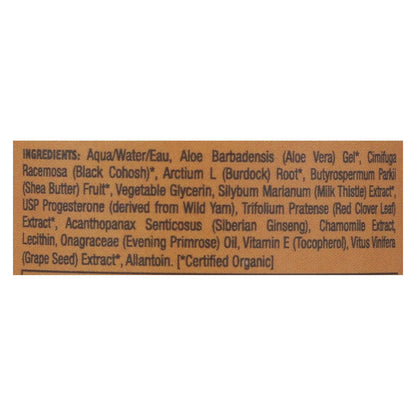 INGREDIENTS: Aqua/Water/Eau, Aloe Barbadensis (Aloe Vera) Gel*, Cimifuga
Racemosa (Black Cohosh)*, Arctium L (Burdock) Root*, Butyrospermum Parkii
(Shea Butter) Fruit*, Vegetable Glycerin, Silybum Marianum (Milk Thistle) Extract*,
USP Progesterone (derived from Wild Yam), Trifolium Pratense (Red Clover Leaf)
Extract*, Acanthopanax Senticosus (Siberian Ginseng), Chamomile Extract,
Lecithin, Onagraceae (Evening Primrose) Oil, Vitamin E (Tocopherol), Vitus Vinifera
(Grape Seed) Extract*, Allantoin. [*Certified Organic]